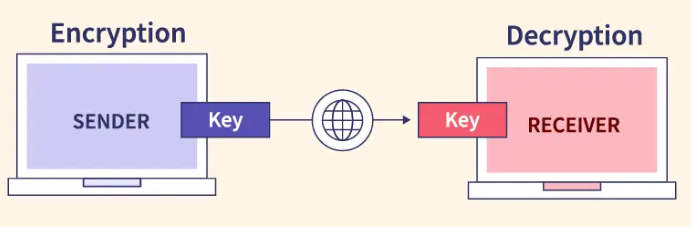 Encryption
Decryption
SENDER
Key
Key
RECEIVER